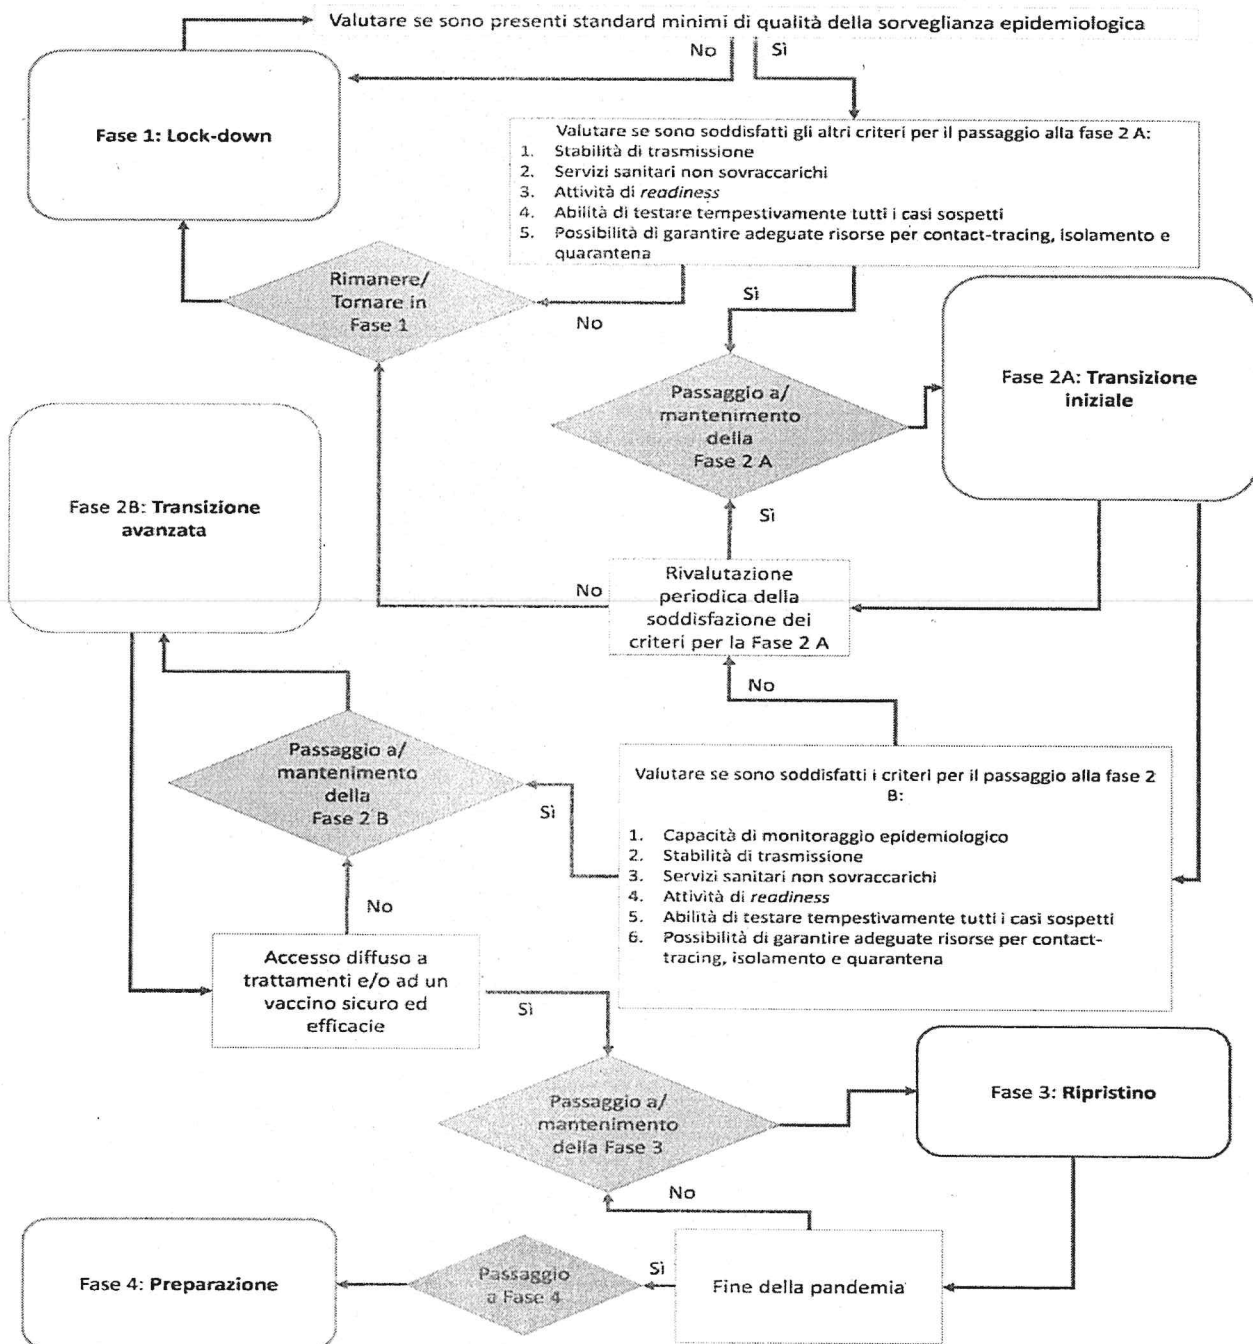 Valutare se sono presenti standard minimi di qualità della sorveglianza epidemiologica
No
Sì
Fase 1: Lock-down
Valutare se sono soddisfatti gli altri criteri per il passaggio alla fase 2 A:
1. Stabilità di trasmissione
2. Servizi sanitari non sovraccarichi
3. Attività di readiness
4. Abilità di testare tempestivamente tutti i casi sospetti
5. Possibilità di garantire adeguate risorse per contact-tracing, isolamento e
quarantena
Rimanere/
Tornare in
Fase 1
No
Sì
Passaggio a/
mantenimento
della
Fase 2 A
Fase 2A: Transizione
iniziale
Fase 2B: Transizione
avanzata
Sì
No
Rivalutazione
periodica della
soddisfazione dei
criteri per la Fase 2 A
No
Passaggio a/
mantenimento
della
Fase 2 B
Sì
Valutare se sono soddisfatti i criteri per il passaggio alla fase 2
B:
1. Capacità di monitoraggio epidemiologico
2. Stabilità di trasmissione
3. Servizi sanitari non sovraccarichi
4. Attività di readiness
5. Abilità di testare tempestivamente tutti i casi sospetti
6. Possibilità di garantire adeguate risorse per contact-
tracing, isolamento e quarantena
No
Accesso diffuso a
trattamenti e/o ad un
vaccino sicuro ed
efficacie
Sì
Passaggio a/
mantenimento
della Fase 3
Fase 3: Ripristino
No
Fase 4: Preparazione
Passaggio
a Fase 4
Sì
Fine della pandemia